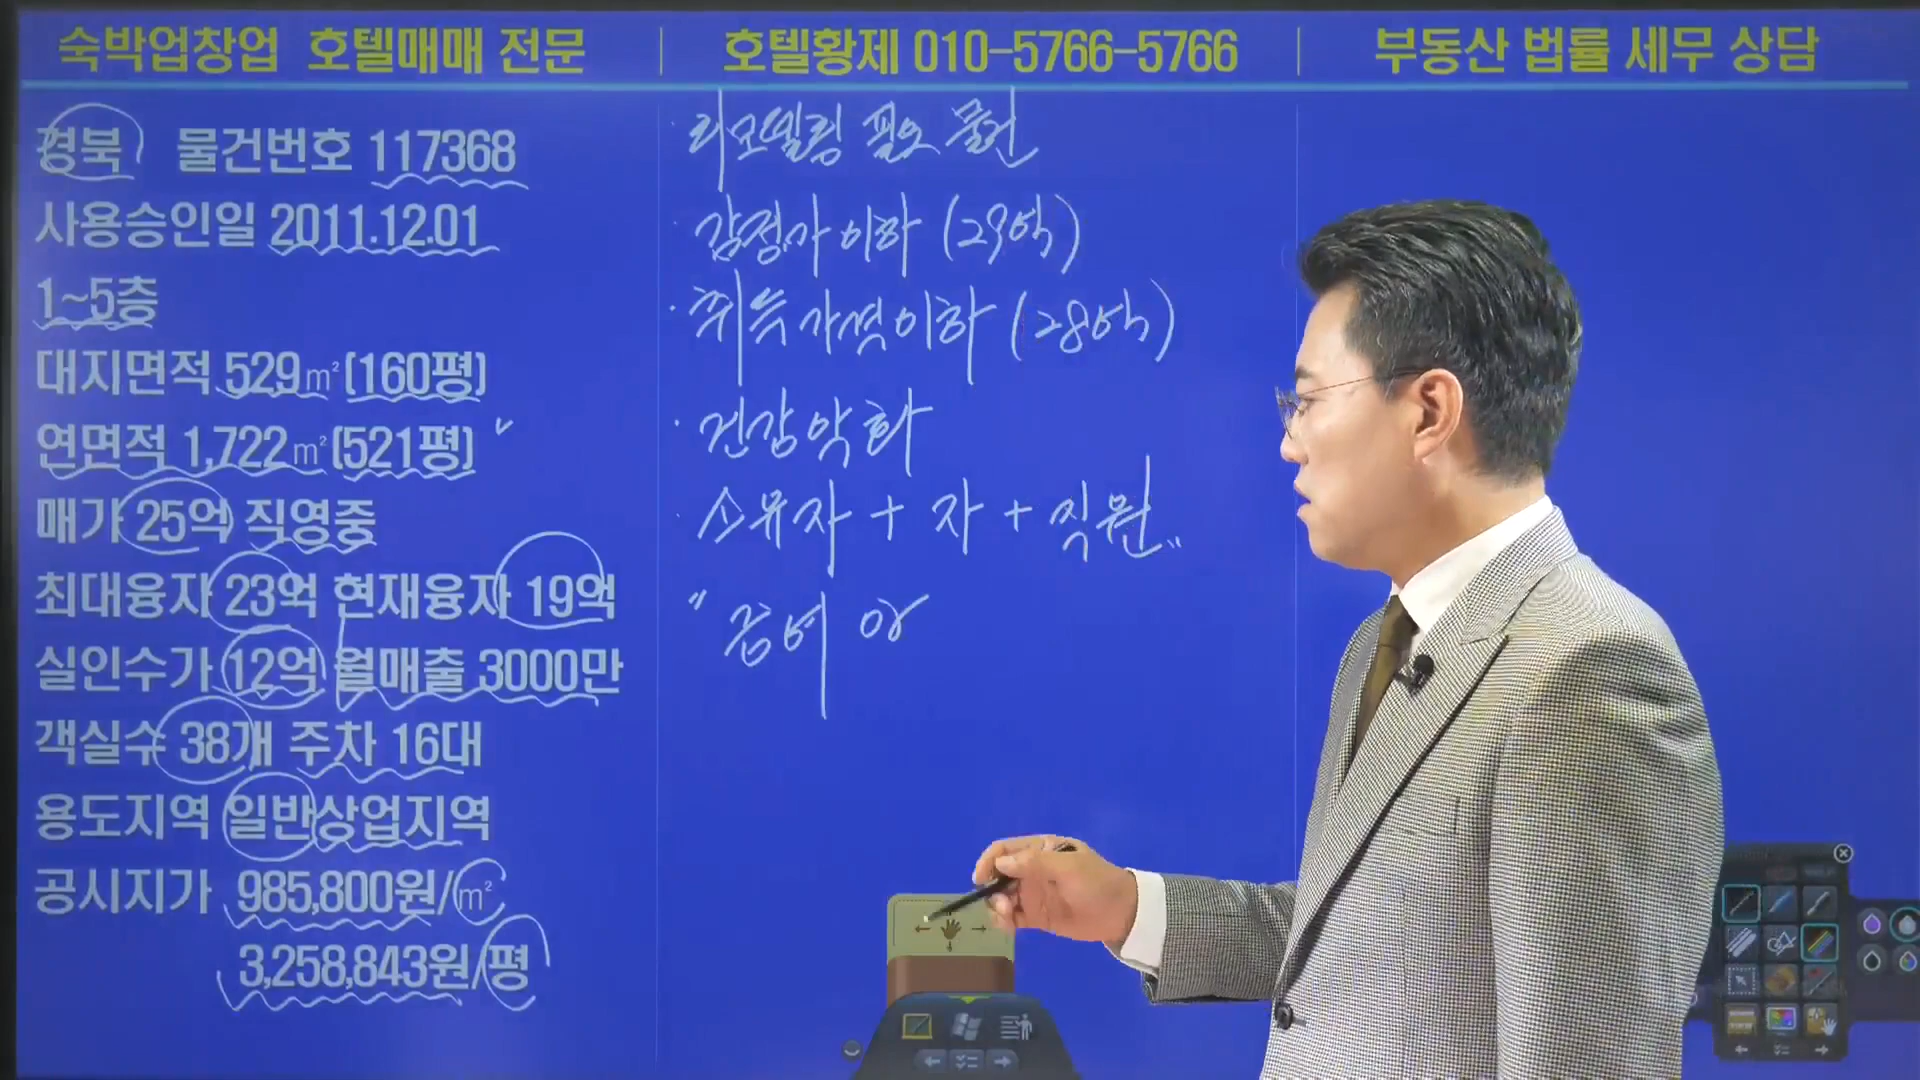 숙박업창업 호텔매매 전문 | 호텔황제 010-5766-5766 | 부동산 법률 세무 상담
경북 물건번호 117368
사용승인일 2011.12.01
1~5층
대지면적 529㎡(160평)
연면적 1,722㎡(521평)
매가 25억 직영중
최대융자 23억 현재융자 19억
실인수가 12억 월매출 3000만
객실수 38개 주차 16대
용도지역 일반상업지역
공시지가 985,800원/㎡
3,258,843원/평
· 리모델링 필요 물건
· 감정가 이하 (29억)
· 취득가격이하 (28억)
· 건강악화
· 소유자 + 자 + 직원〃
〃 급여